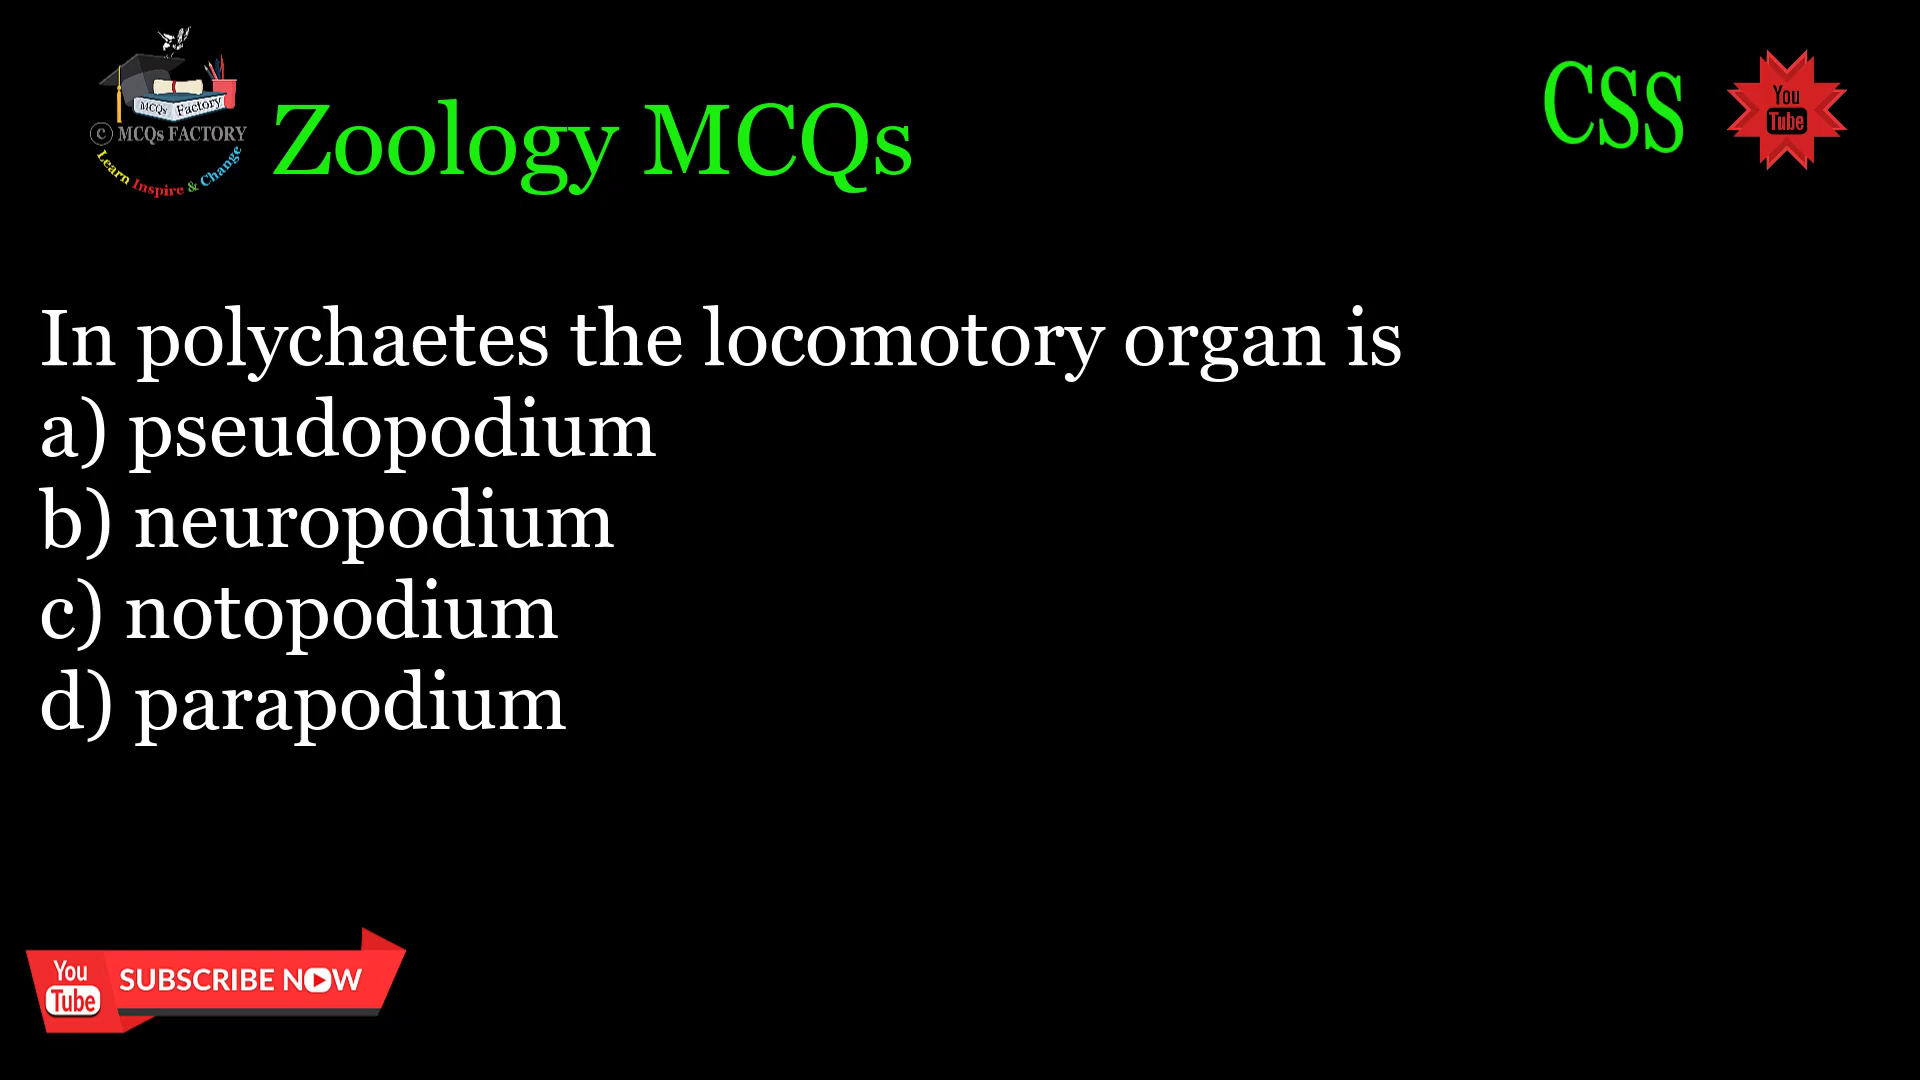 MCQs Factory
© MCQs FACTORY
Learn Inspire & Change
Zoology MCQs
CSS
You
Tube
In polychaetes the locomotory organ is
a) pseudopodium
b) neuropodium
c) notopodium
d) parapodium
You
Tube
SUBSCRIBE NOW